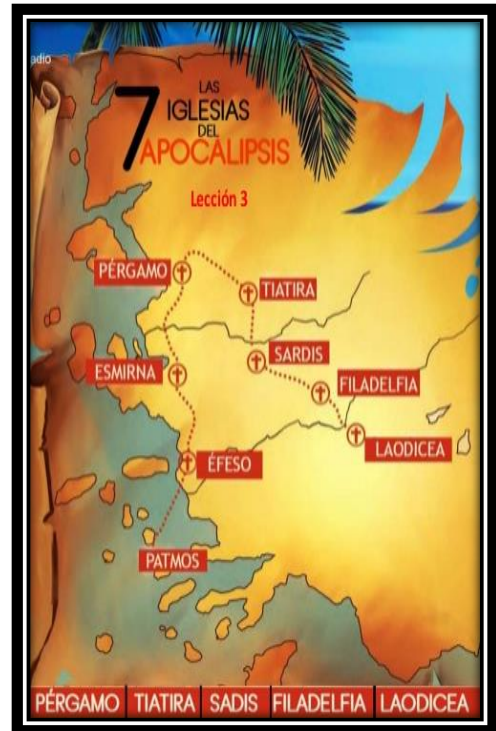 adio
7
LAS
IGLESIAS
DEL
APOCALIPSIS
Lección 3
PÉRGAMO
TIATIRA
SARDIS
ESMIRNA
FILADELFIA
LAODICEA
ÉFESO
PATMOS
PÉRGAMO TIATIRA SADIS FILADELFIA LAODICEA